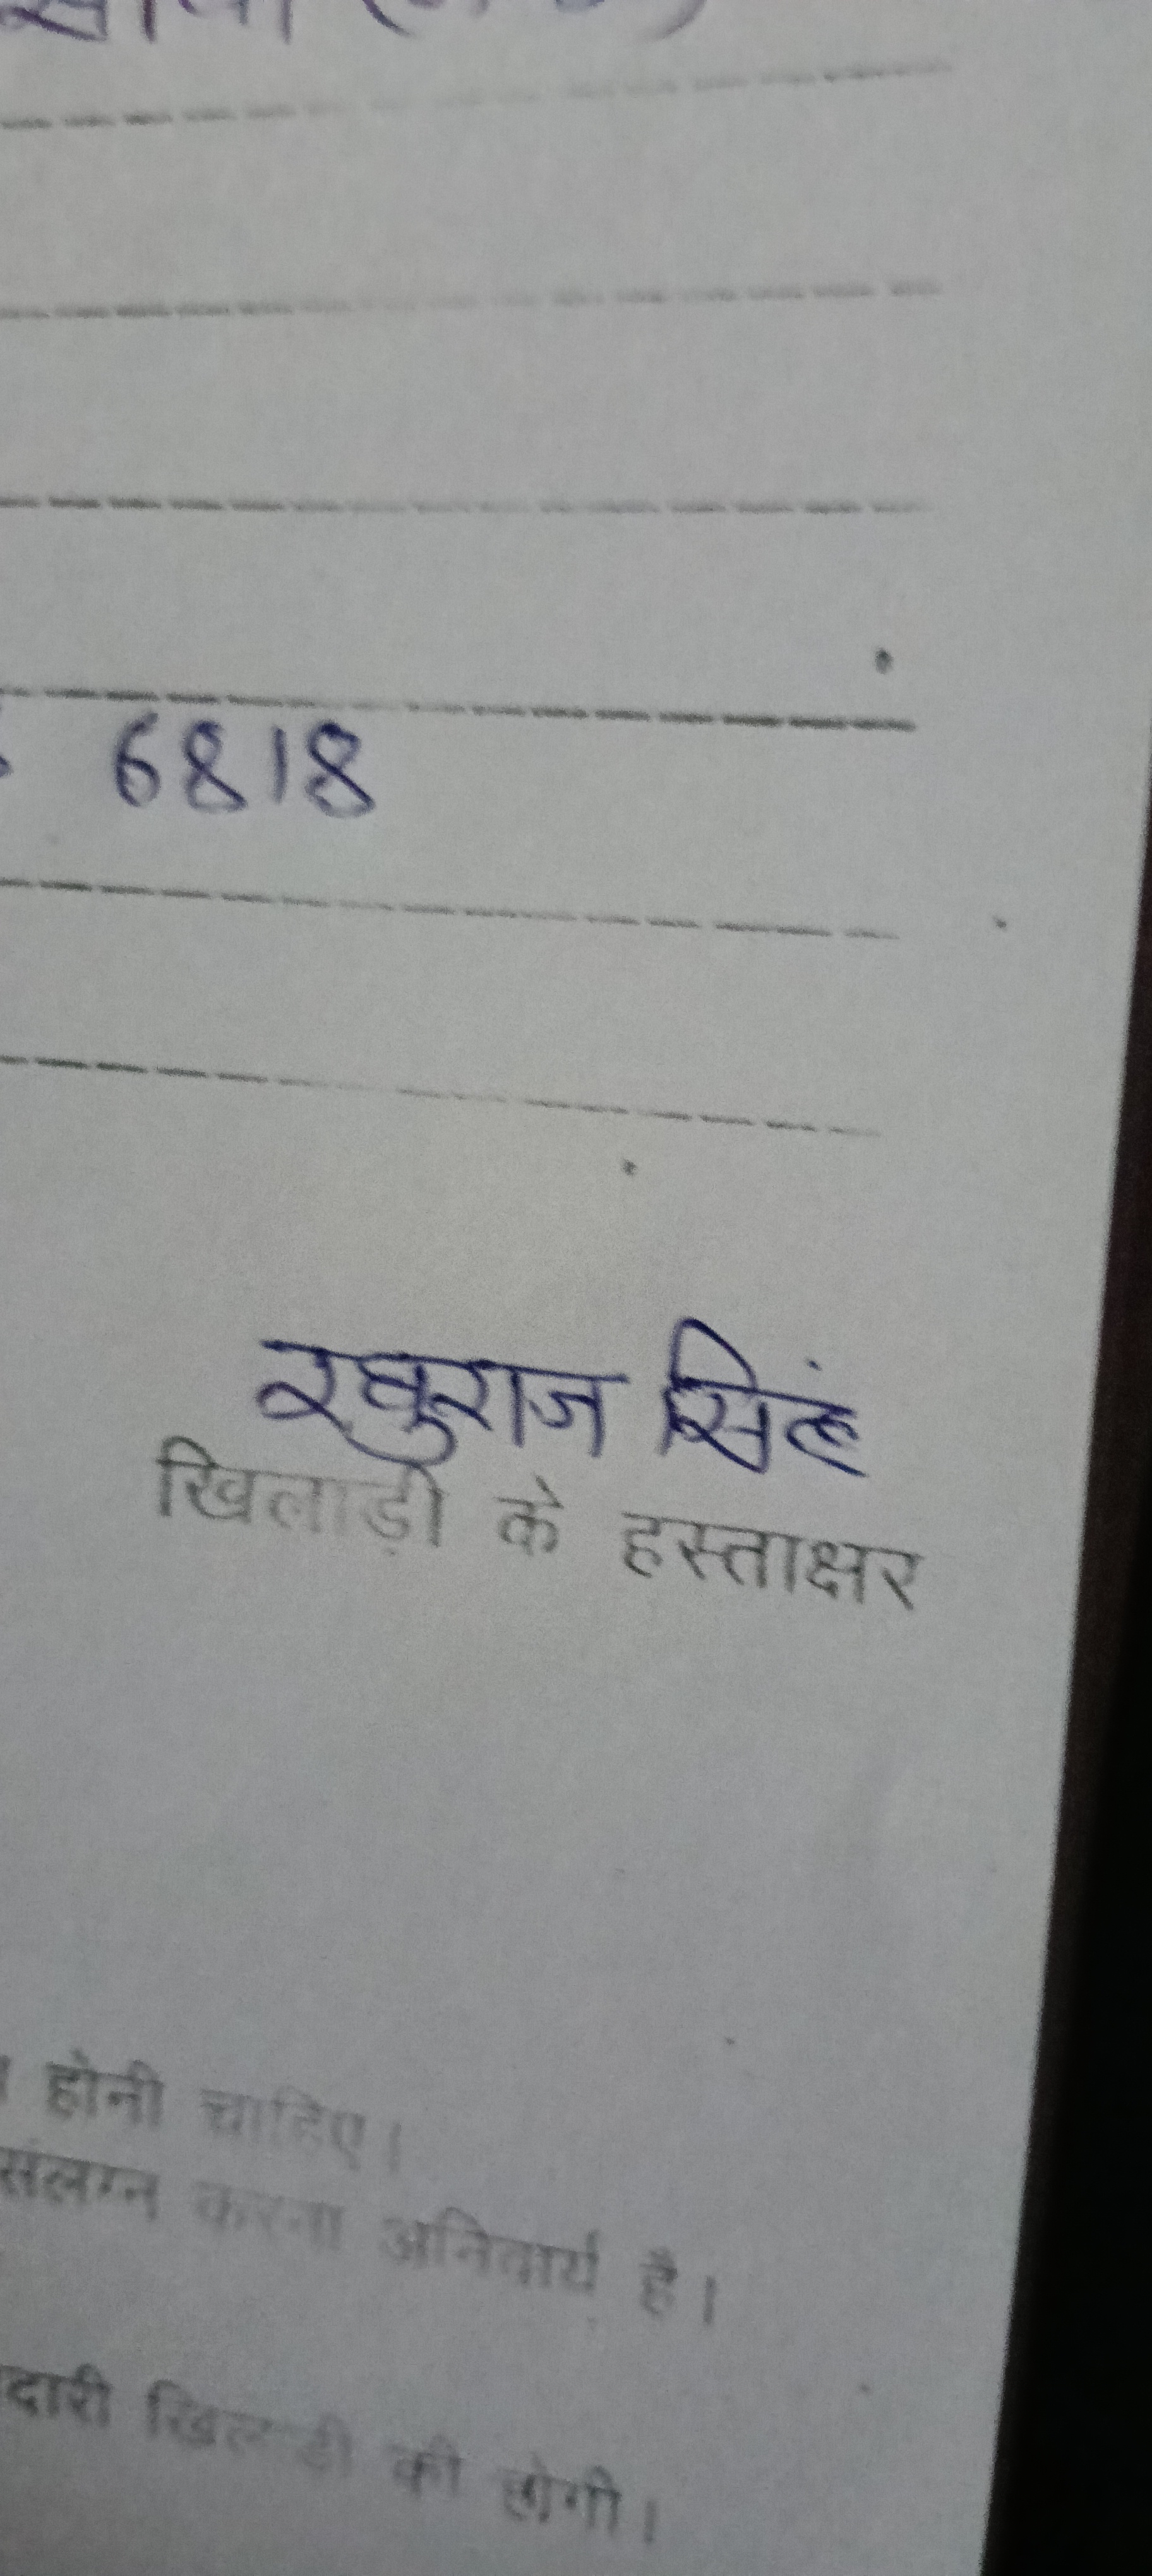 6818
रघुराज सिंह
खिलाड़ी के हस्ताक्षर
होनी चाहिए।
संलग्न करना अनिवार्य है।
दारी खिलाड़ी की होगी।